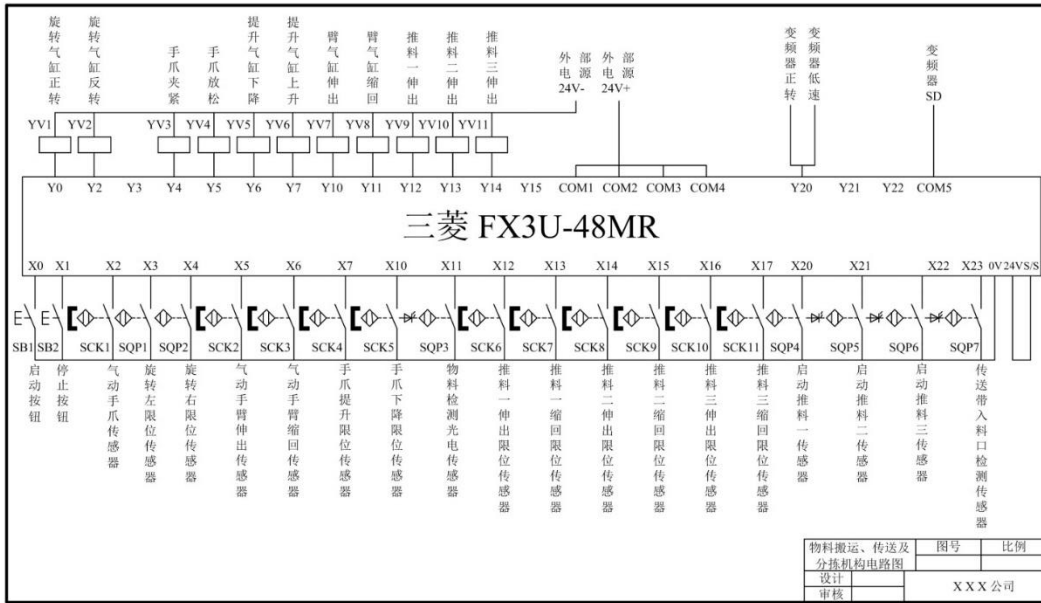 旋转气缸正转
旋转气缸反转
手爪夹紧
手爪放松
提升气缸下降
提升气缸上升
臂气缸伸出
臂气缸缩回
推料一伸出
推料二伸出
推料三伸出
外部电源24V-
外部电源24V+
变频器正转
变频器低速
变频器SD
YV1 YV2 YV3 YV4 YV5 YV6 YV7 YV8 YV9 YV10 YV11
Y0 Y2 Y3 Y4 Y5 Y6 Y7 Y10 Y11 Y12 Y13 Y14 Y15 COM1 COM2 COM3 COM4 Y20 Y21 Y22 COM5
三菱 FX3U-48MR
X0 X1 X2 X3 X4 X5 X6 X7 X10 X11 X12 X13 X14 X15 X16 X17 X20 X21 X22 X23 0V 24V S/S
SB1 SB2 SCK1 SQP1 SQP2 SCK2 SCK3 SCK4 SCK5 SQP3 SCK6 SCK7 SCK8 SCK9 SCK10 SCK11 SQP4 SQP5 SQP6 SQP7
启动按钮
停止按钮
气动手爪传感器
旋转左限位传感器
旋转右限位传感器
气动手臂伸出传感器
气动手臂缩回传感器
手爪提升限位传感器
手爪下降限位传感器
物料检测光电传感器
推料一伸出限位传感器
推料一缩回限位传感器
推料二伸出限位传感器
推料二缩回限位传感器
推料三伸出限位传感器
推料三缩回限位传感器
启动推料一传感器
启动推料二传感器
启动推料三传感器
传送带入料口检测传感器
物料搬运、传送及
分拣机构电路图
图号 比例
设计
审核
XXX公司